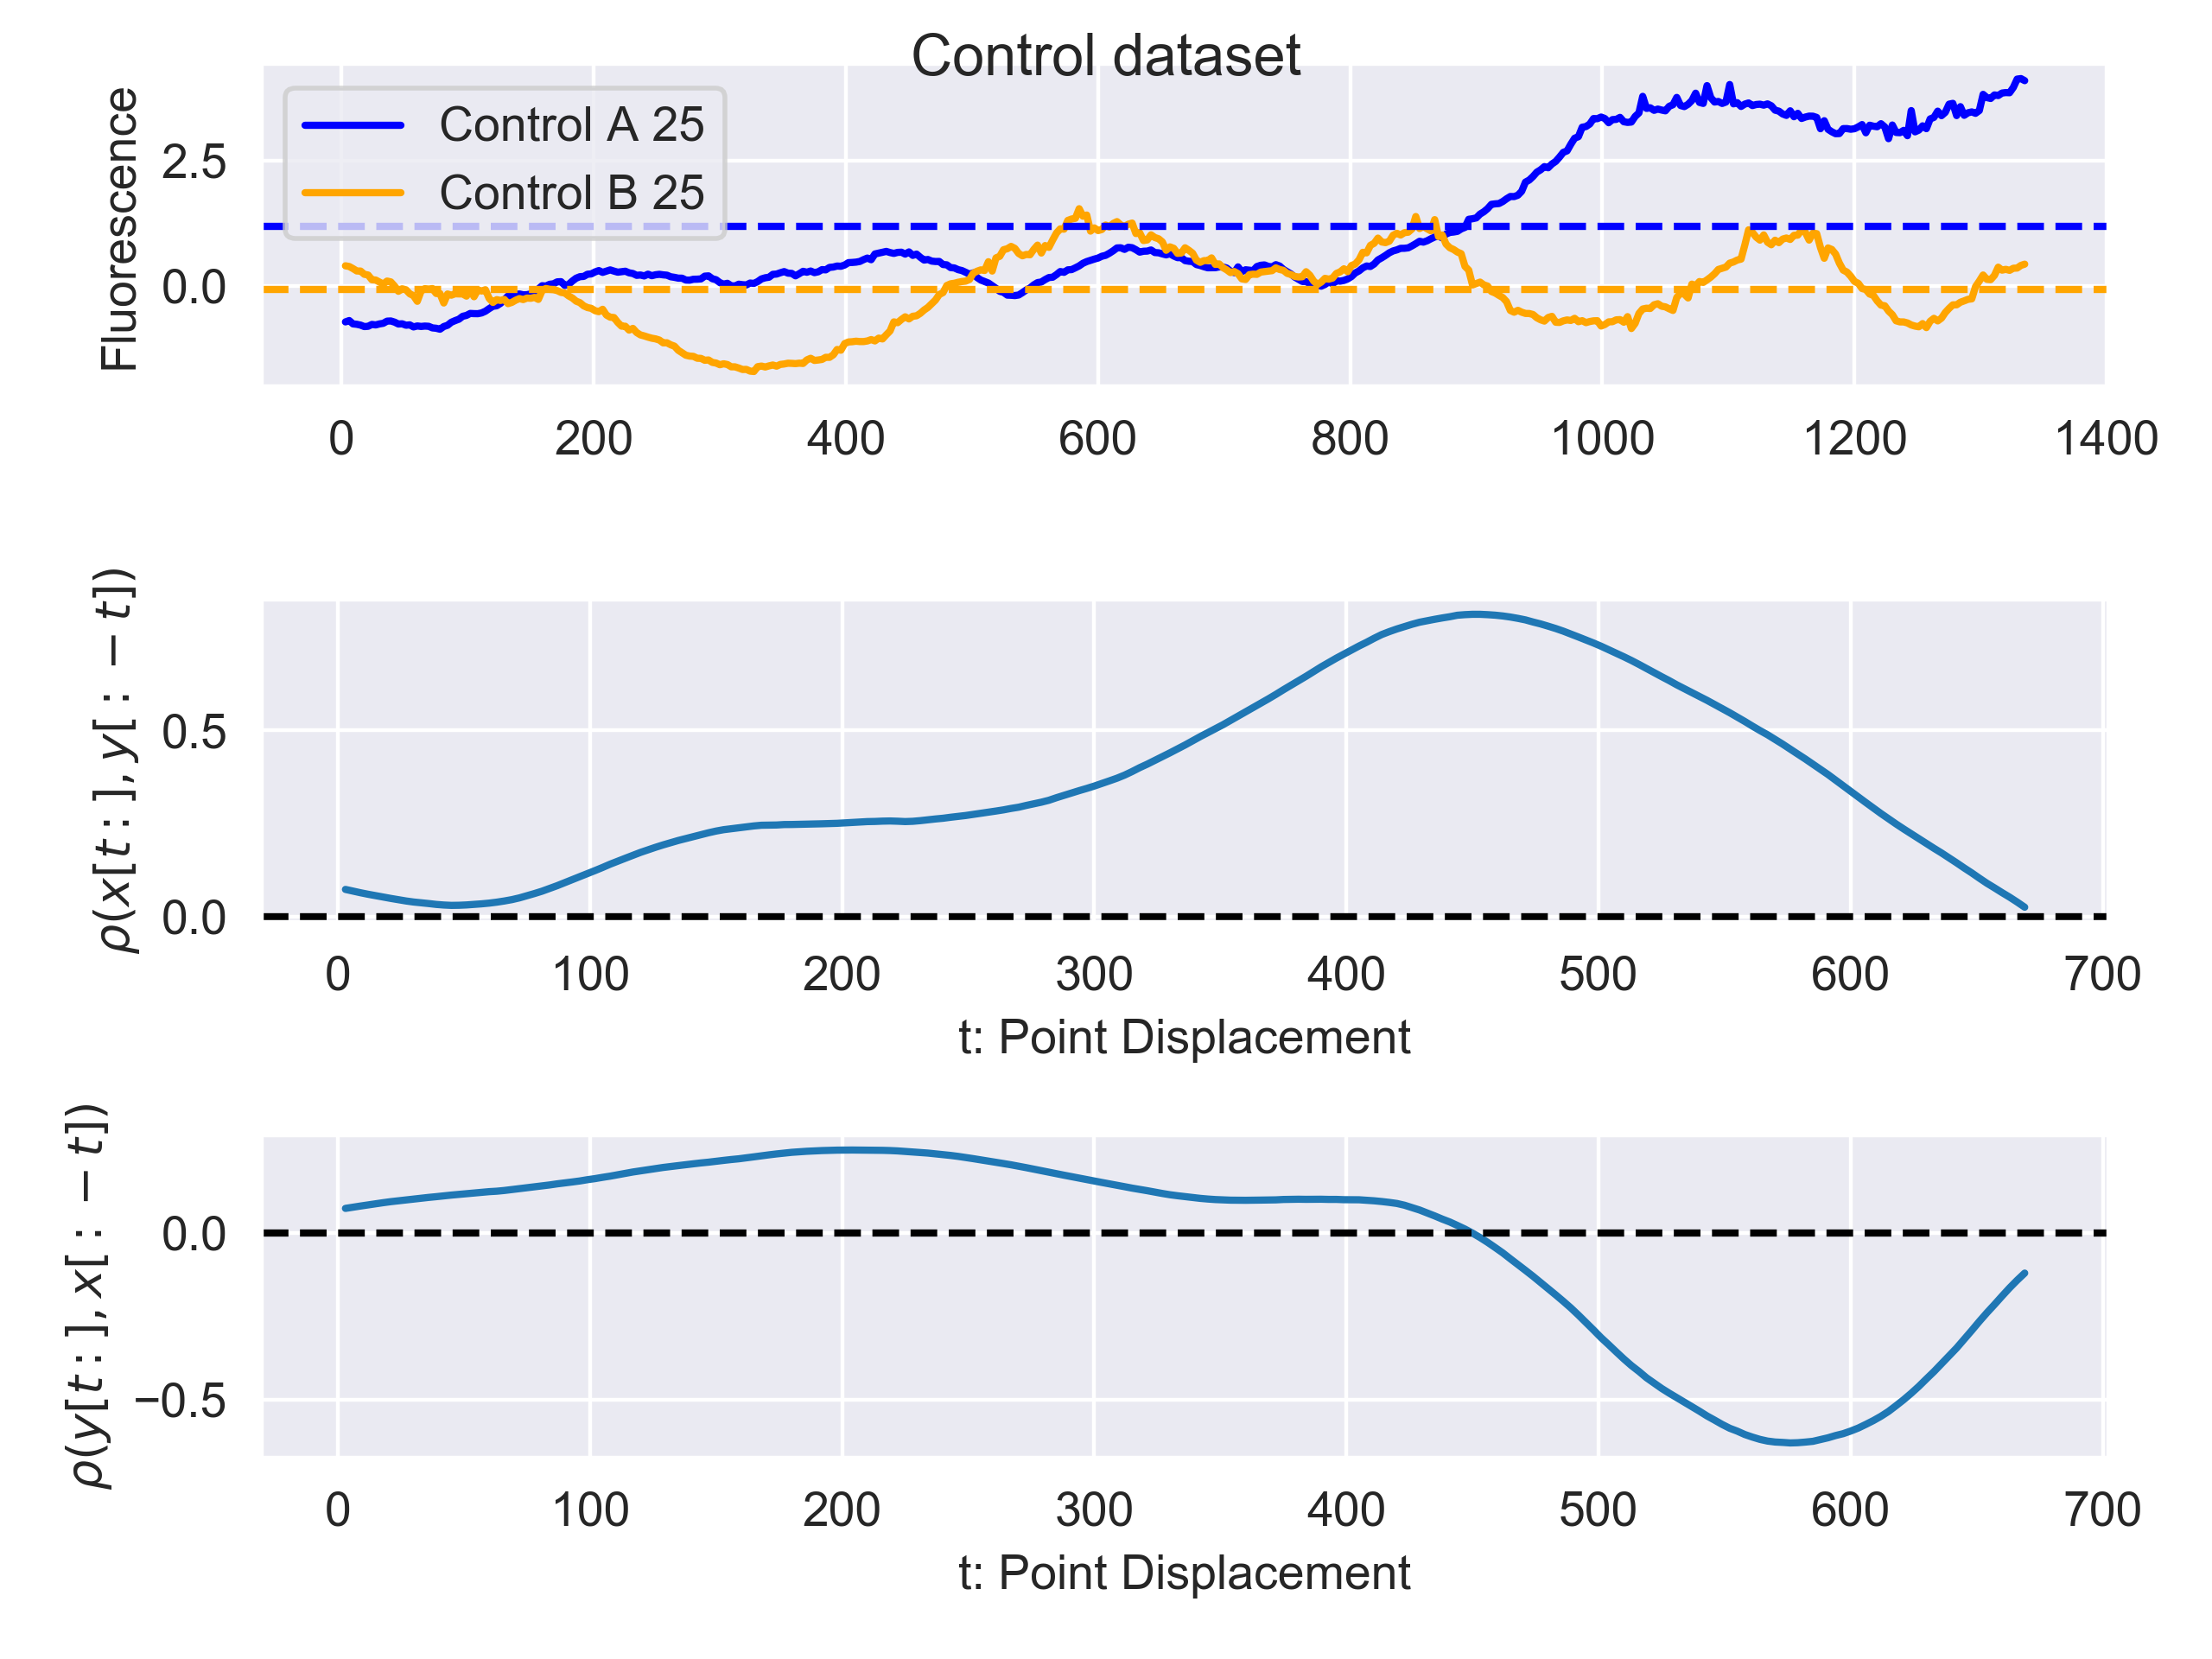 Control dataset
Fluorescence
Control A 25
Control B 25
2.5
0.0
0 200 400 600 800 1000 1200 1400
ρ(x[t:],y[:−t])
0.5
0.0
0 100 200 300 400 500 600 700
t: Point Displacement
ρ(y[t:],x[:−t])
0.0
−0.5
0 100 200 300 400 500 600 700
t: Point Displacement